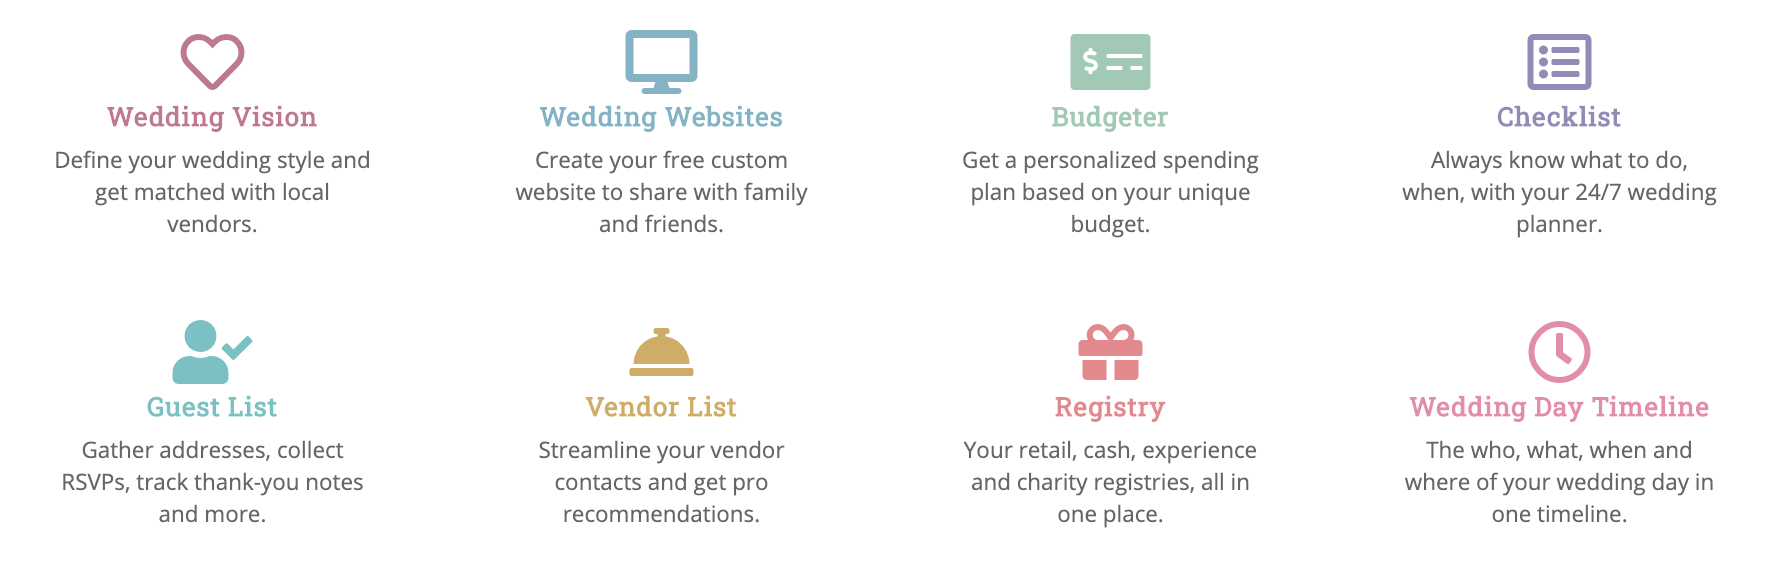 Wedding Vision
Define your wedding style and
get matched with local
vendors.
Wedding Websites
Create your free custom
website to share with family
and friends.
$
Budgeter
Get a personalized spending
plan based on your unique
budget.
Checklist
Always know what to do,
when, with your 24/7 wedding
planner.
Guest List
Gather addresses, collect
RSVPs, track thank-you notes
and more.
Vendor List
Streamline your vendor
contacts and get pro
recommendations.
Registry
Your retail, cash, experience
and charity registries, all in
one place.
Wedding Day Timeline
The who, what, when and
where of your wedding day in
one timeline.